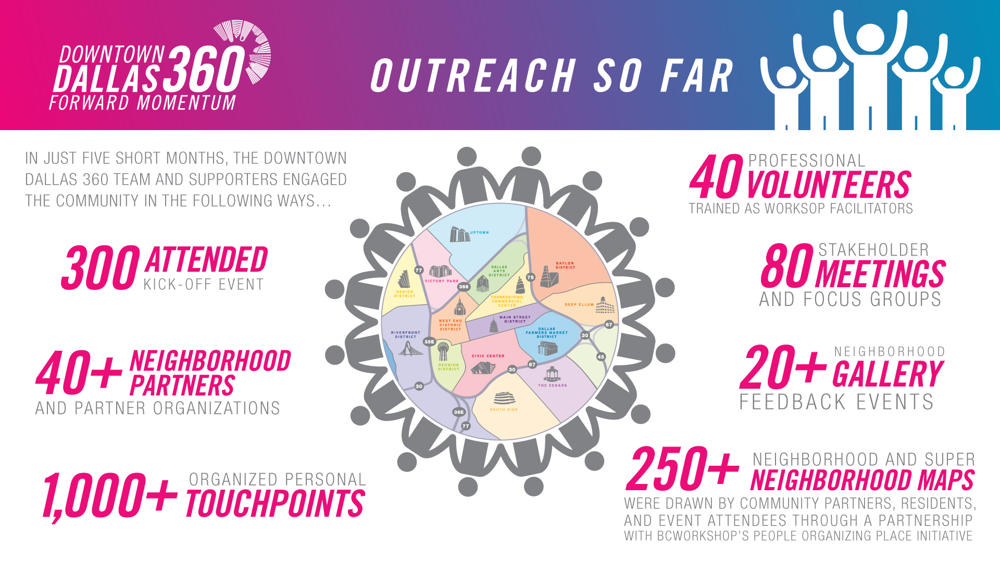 DOWNTOWN
DALLAS 360
FORWARD MOMENTUM
OUTREACH SO FAR
IN JUST FIVE SHORT MONTHS, THE DOWNTOWN
DALLAS 360 TEAM AND SUPPORTERS ENGAGED
THE COMMUNITY IN THE FOLLOWING WAYS...
300 ATTENDED
KICK-OFF EVENT
40+ NEIGHBORHOOD
PARTNERS
AND PARTNER ORGANIZATIONS
1,000+ ORGANIZED PERSONAL
TOUCHPOINTS
UPTOWN
BAYLOR
DISTRICT
DALLAS
ARTS
DISTRICT
77
VICTORY PARK
366
75
DESIGN
DISTRICT
THANKSGIVING
COMMERCIAL
CENTER
DEEP ELLUM
WEST END
HISTORIC
DISTRICT
MAIN STREET
DISTRICT
67
RIVERFRONT
DISTRICT
DALLAS
FARMERS MARKET
DISTRICT
30
35E
CIVIC CENTER
45
REUNION
DISTRICT
67
30
30
THE CEDARS
SOUTH SIDE
35E
77
40 PROFESSIONAL
VOLUNTEERS
TRAINED AS WORKSOP FACILITATORS
80 STAKEHOLDER
MEETINGS
AND FOCUS GROUPS
20+ NEIGHBORHOOD
GALLERY
FEEDBACK EVENTS
250+ NEIGHBORHOOD AND SUPER
NEIGHBORHOOD MAPS
WERE DRAWN BY COMMUNITY PARTNERS, RESIDENTS,
AND EVENT ATTENDEES THROUGH A PARTNERSHIP
WITH BCWORKSHOP'S PEOPLE ORGANIZING PLACE INITIATIVE